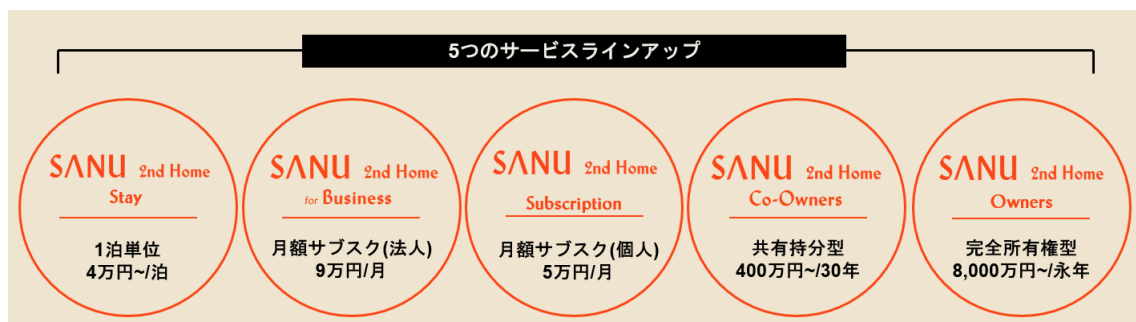 5つのサービスラインアップ
SANU 2nd Home
Stay
1泊単位
4万円~/泊
SANU 2nd Home
for Business
月額サブスク(法人)
9万円/月
SANU 2nd Home
Subscription
月額サブスク(個人)
5万円/月
SANU 2nd Home
Co-Owners
共有持分型
400万円~/30年
SANU 2nd Home
Owners
完全所有権型
8,000万円~/永年